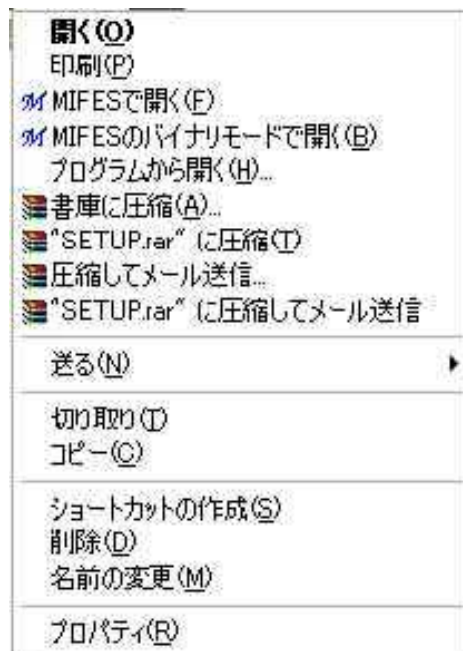 開く(O)
印刷(P)
MIFESで開く(F)
MIFESのバイナリモードで開く(B)
プログラムから開く(H)...
書庫に圧縮(A)...
"SETUP.rar" に圧縮(T)
圧縮してメール送信...
"SETUP.rar" に圧縮してメール送信
送る(N)
切り取り(T)
コピー(C)
ショートカットの作成(S)
削除(D)
名前の変更(M)
プロパティ(R)